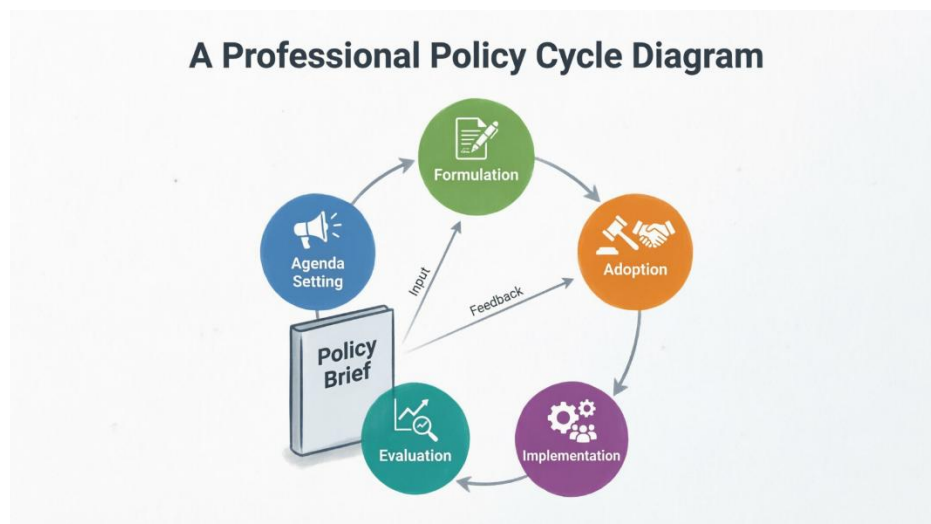 A Professional Policy Cycle Diagram
Formulation
Agenda
Setting
Adoption
Input
Feedback
Policy
Brief
Evaluation
Implementation